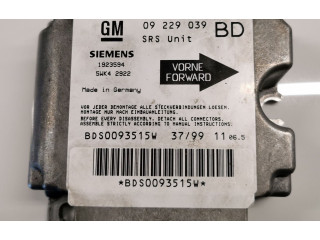 GM 09 229 039 BD
SRS Unit
SIEMENS
1923594
5WK4 2922
VORNE
FORWARD
Made in Germany
VOR JEDER DEMONTAGE ALLE STECKVERBINDUNGEN LOESEN.
MONTAGE NUR NACH EINBAUANLEITUNG.
BEFORE ANY DISASSEMBLY, DETACH ALL CONNECTIONS.
ASSEMBLE STRICTLY ACCORDING TO MANUAL INSTRUCTIONS.
BDS0093515W 37/99 11 06.5
*BDS0093515W*